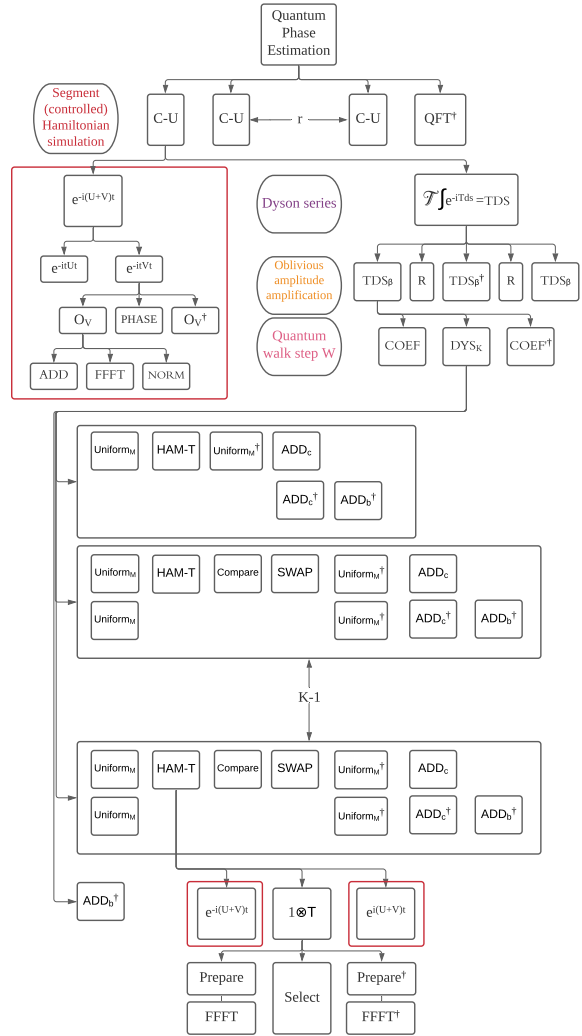 Quantum
Phase
Estimation
Segment
(controlled)
Hamiltonian
simulation
C-U C-U r C-U QFT†
e-i(U+V)t
Dyson series
𝒯∫e-iTds =TDS
e-itUt e-itVt
Oblivious
amplitude
amplification
TDSβ R TDSβ† R TDSβ
OV PHASE OV†
Quantum
walk step W
COEF DYSK COEF'†
ADD FFFT NORM
UniformM HAM-T UniformM† ADDc
ADDc† ADDb†
UniformM HAM-T Compare SWAP UniformM† ADDc
UniformM UniformM† ADDc† ADDb†
K-1
UniformM HAM-T Compare SWAP UniformM† ADDc
UniformM UniformM† ADDc† ADDb†
ADDb†
e-i(U+V)t 1⊗T ei(U+V)t
Prepare Select Prepare†
FFFT FFFT†